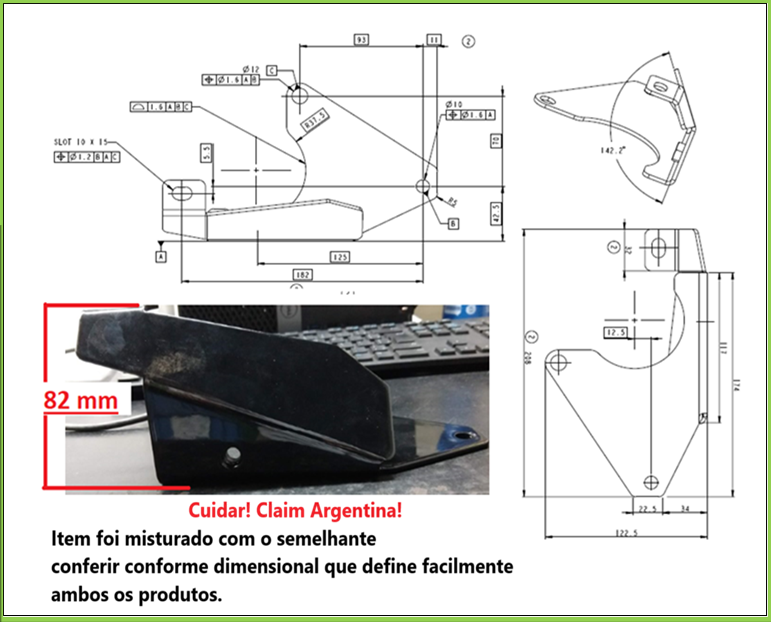 93
11
2
Ø12
C
Ø1.6 A B
1.6 A B C
R37.5
Ø10
Ø1.6 A
70
SLOT 10 X 15
Ø1.2 B A C
5.5
42.5
R5
B
A
125
182
142.2°
2
32
12.5
2
208
117
174
22.5
34
122.5
82 mm
Cuidar! Claim Argentina!
Item foi misturado com o semelhante
conferir conforme dimensional que define facilmente
ambos os produtos.